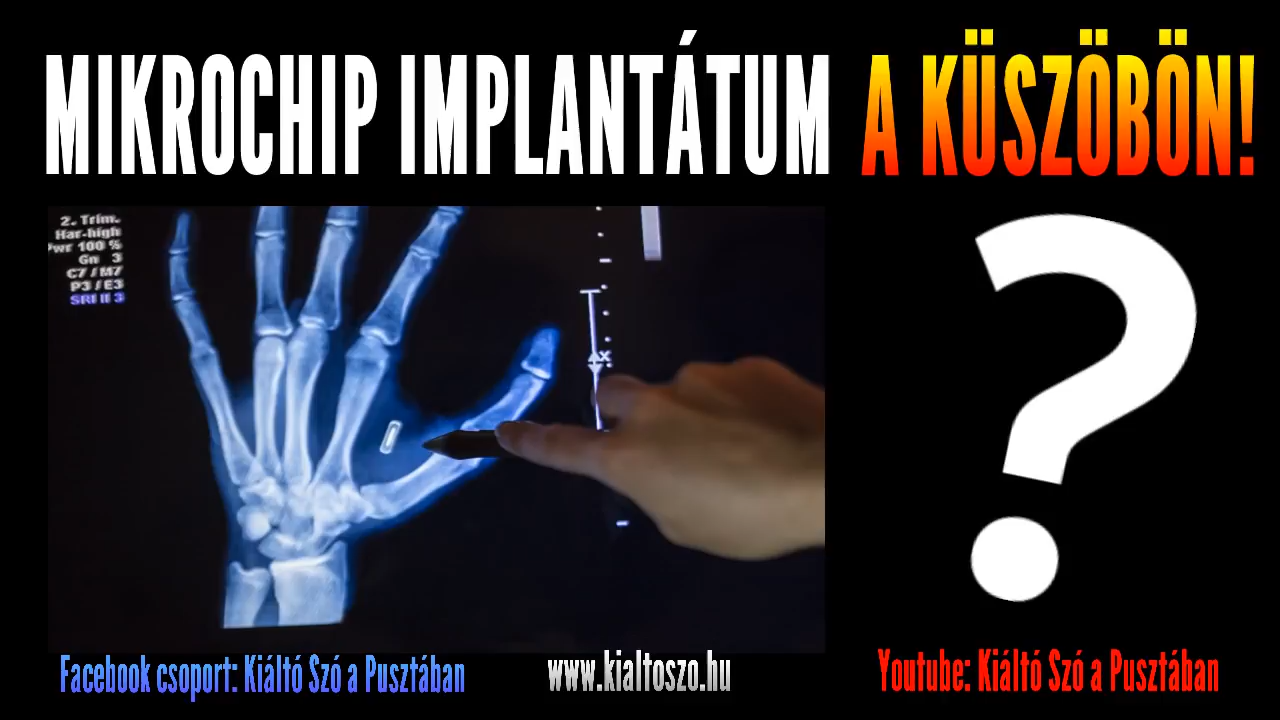 MIKROCHIP IMPLANTÁTUM A KÜSZÖBÖN!
2. Trim.
Har-high
Pwr 100 %
Gn 3
C7 / M7
P3 / E3
SRI II 3
X
?
Facebook csoport: Kiáltó Szó a Pusztában
www.kialtoszo.hu
Youtube: Kiáltó Szó a Pusztában